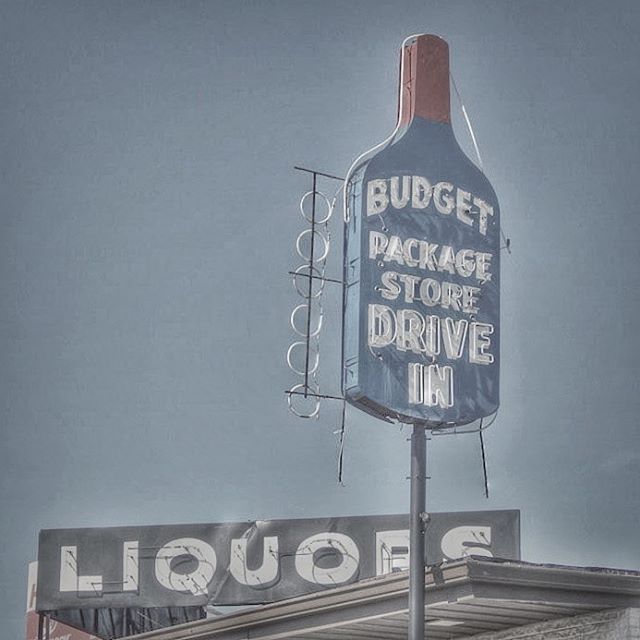 BUDGET
PACKAGE
STORE
DRIVE
IN
LIQUORS